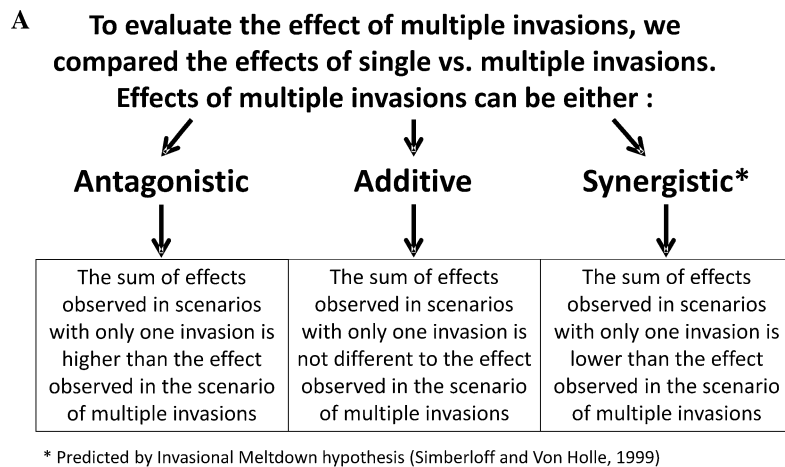 A
To evaluate the effect of multiple invasions, we
compared the effects of single vs. multiple invasions.
Effects of multiple invasions can be either :
Antagonistic
Additive
Synergistic*
The sum of effects
observed in scenarios
with only one invasion is
higher than the effect
observed in the scenario
of multiple invasions
The sum of effects
observed in scenarios
with only one invasion is
not different to the effect
observed in the scenario
of multiple invasions
The sum of effects
observed in scenarios
with only one invasion is
lower than the effect
observed in the scenario
of multiple invasions
* Predicted by Invasional Meltdown hypothesis (Simberloff and Von Holle, 1999)